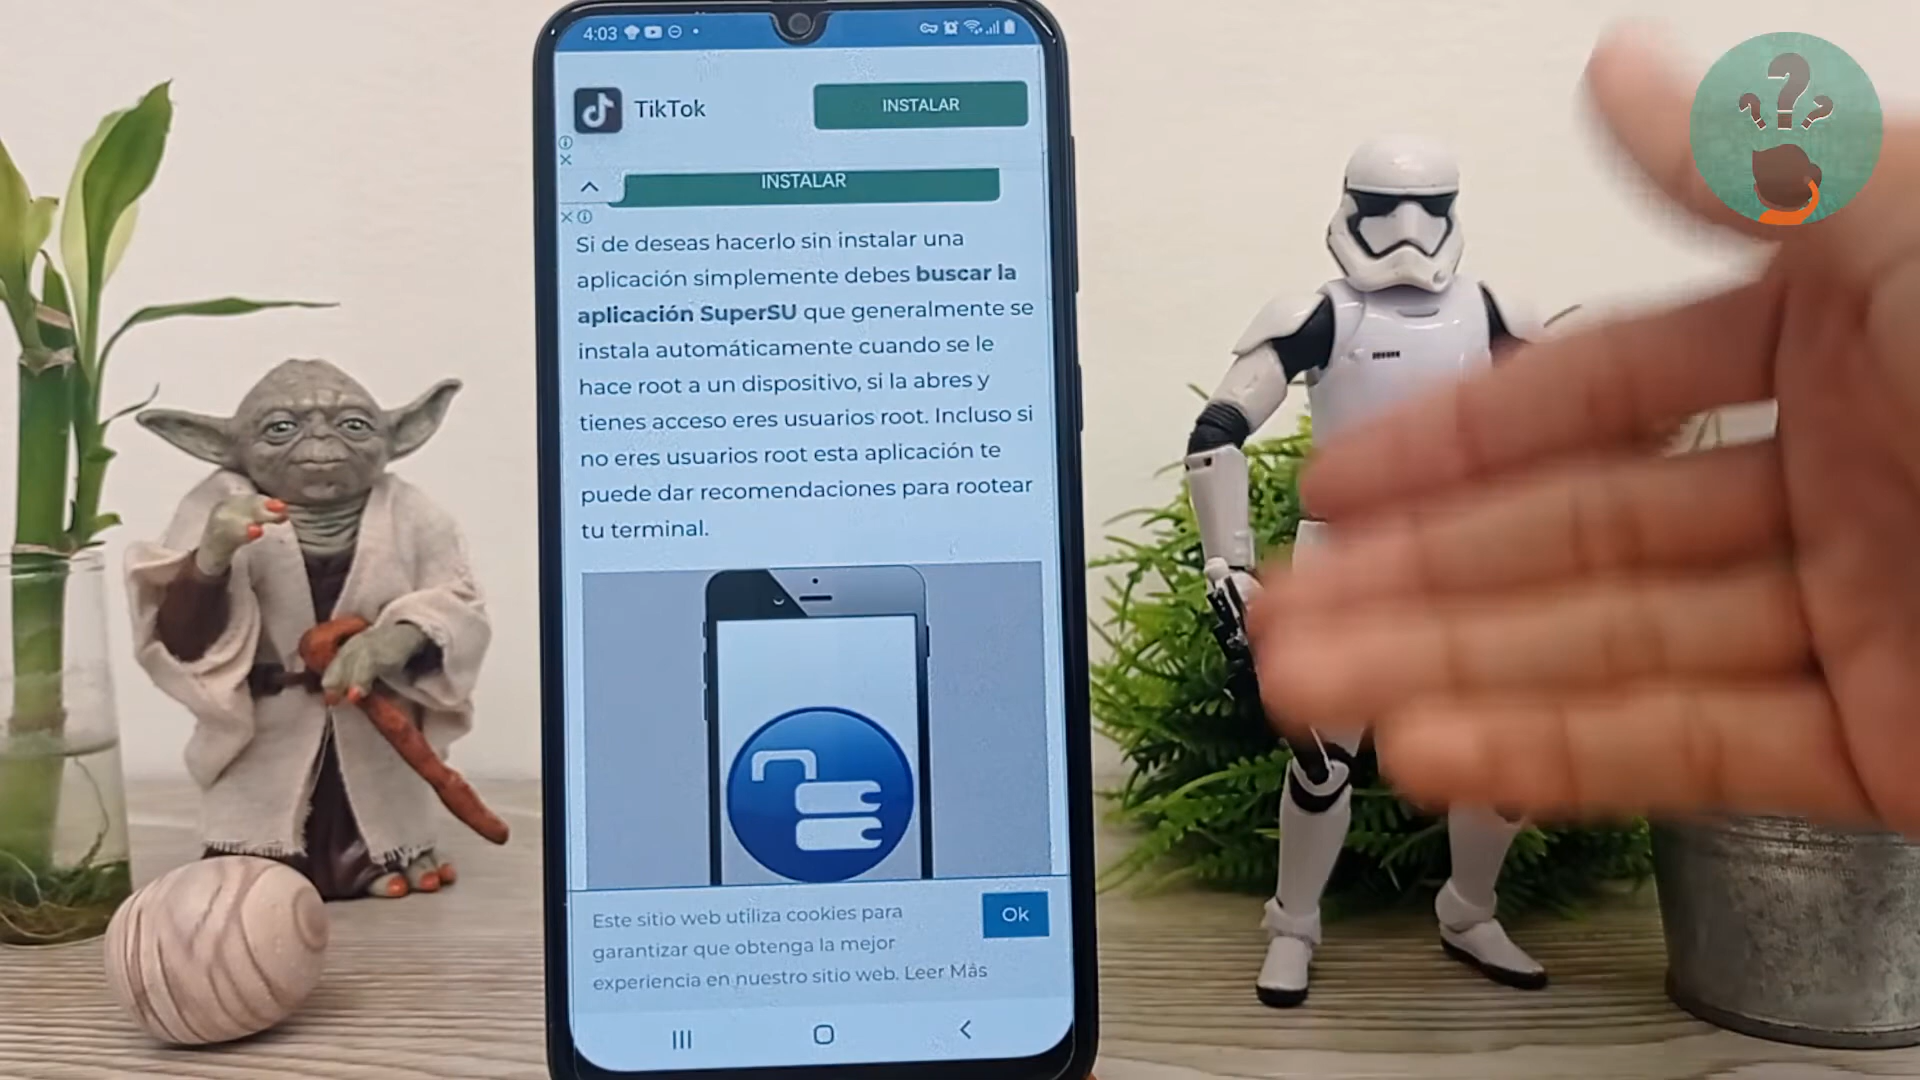 4:03
TikTok
INSTALAR
INSTALAR
Si de deseas hacerlo sin instalar una
aplicación simplemente debes buscar la
aplicación SuperSU que generalmente se
instala automáticamente cuando se le
hace root a un dispositivo, si la abres y
tienes acceso eres usuarios root. Incluso si
no eres usuarios root esta aplicación te
puede dar recomendaciones para rootear
tu terminal.
Este sitio web utiliza cookies para
garantizar que obtenga la mejor
experiencia en nuestro sitio web. Leer Más
Ok